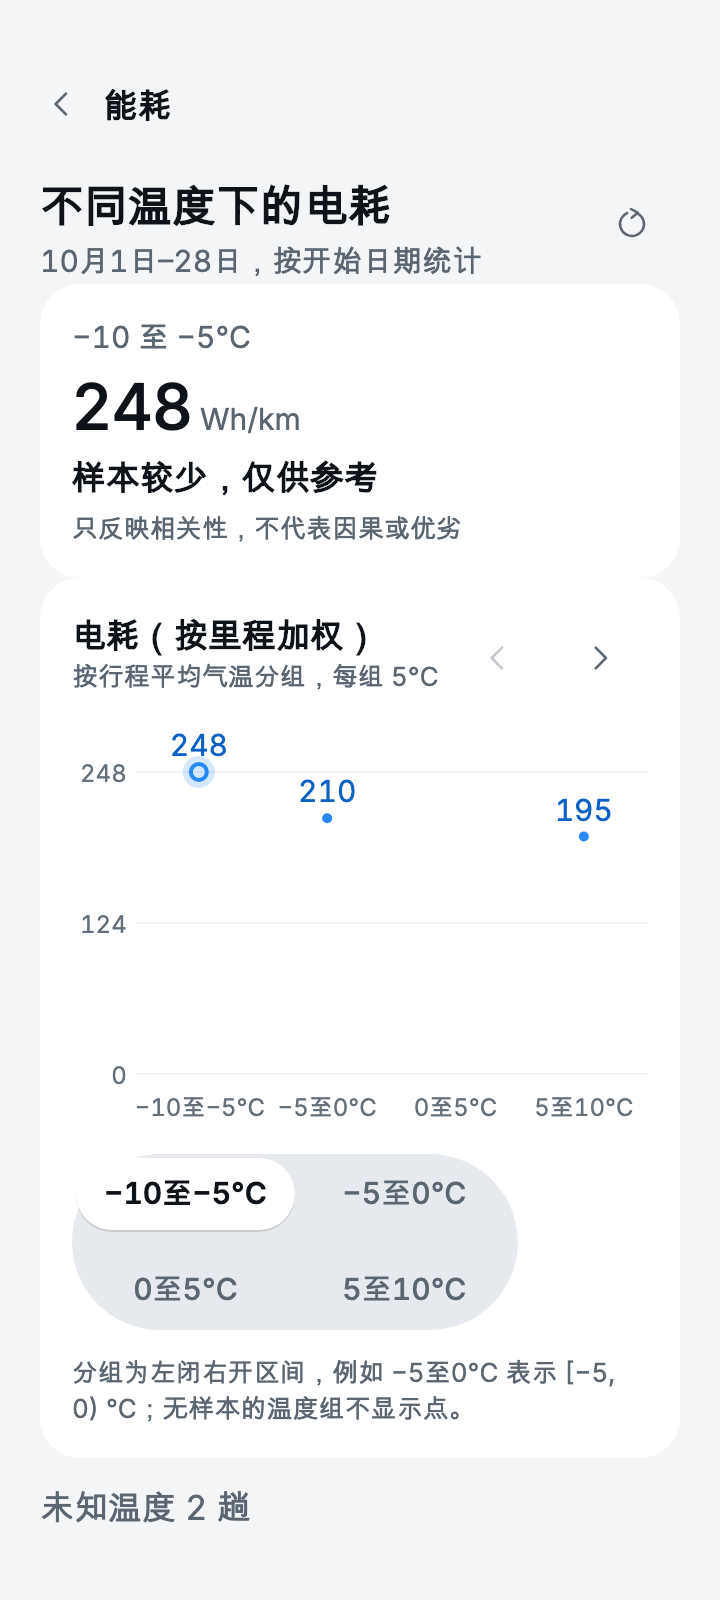 能耗
不同温度下的电耗
10月1日–28日，按开始日期统计
−10 至 −5°C
248 Wh/km
样本较少，仅供参考
只反映相关性，不代表因果或优劣
电耗（按里程加权）
按行程平均气温分组，每组 5°C
248
210
195
248
124
0
−10至−5°C −5至0°C 0至5°C 5至10°C
−10至−5°C −5至0°C
0至5°C 5至10°C
分组为左闭右开区间，例如 −5至0°C 表示 [−5,
0) °C；无样本的温度组不显示点。
未知温度 2 趟